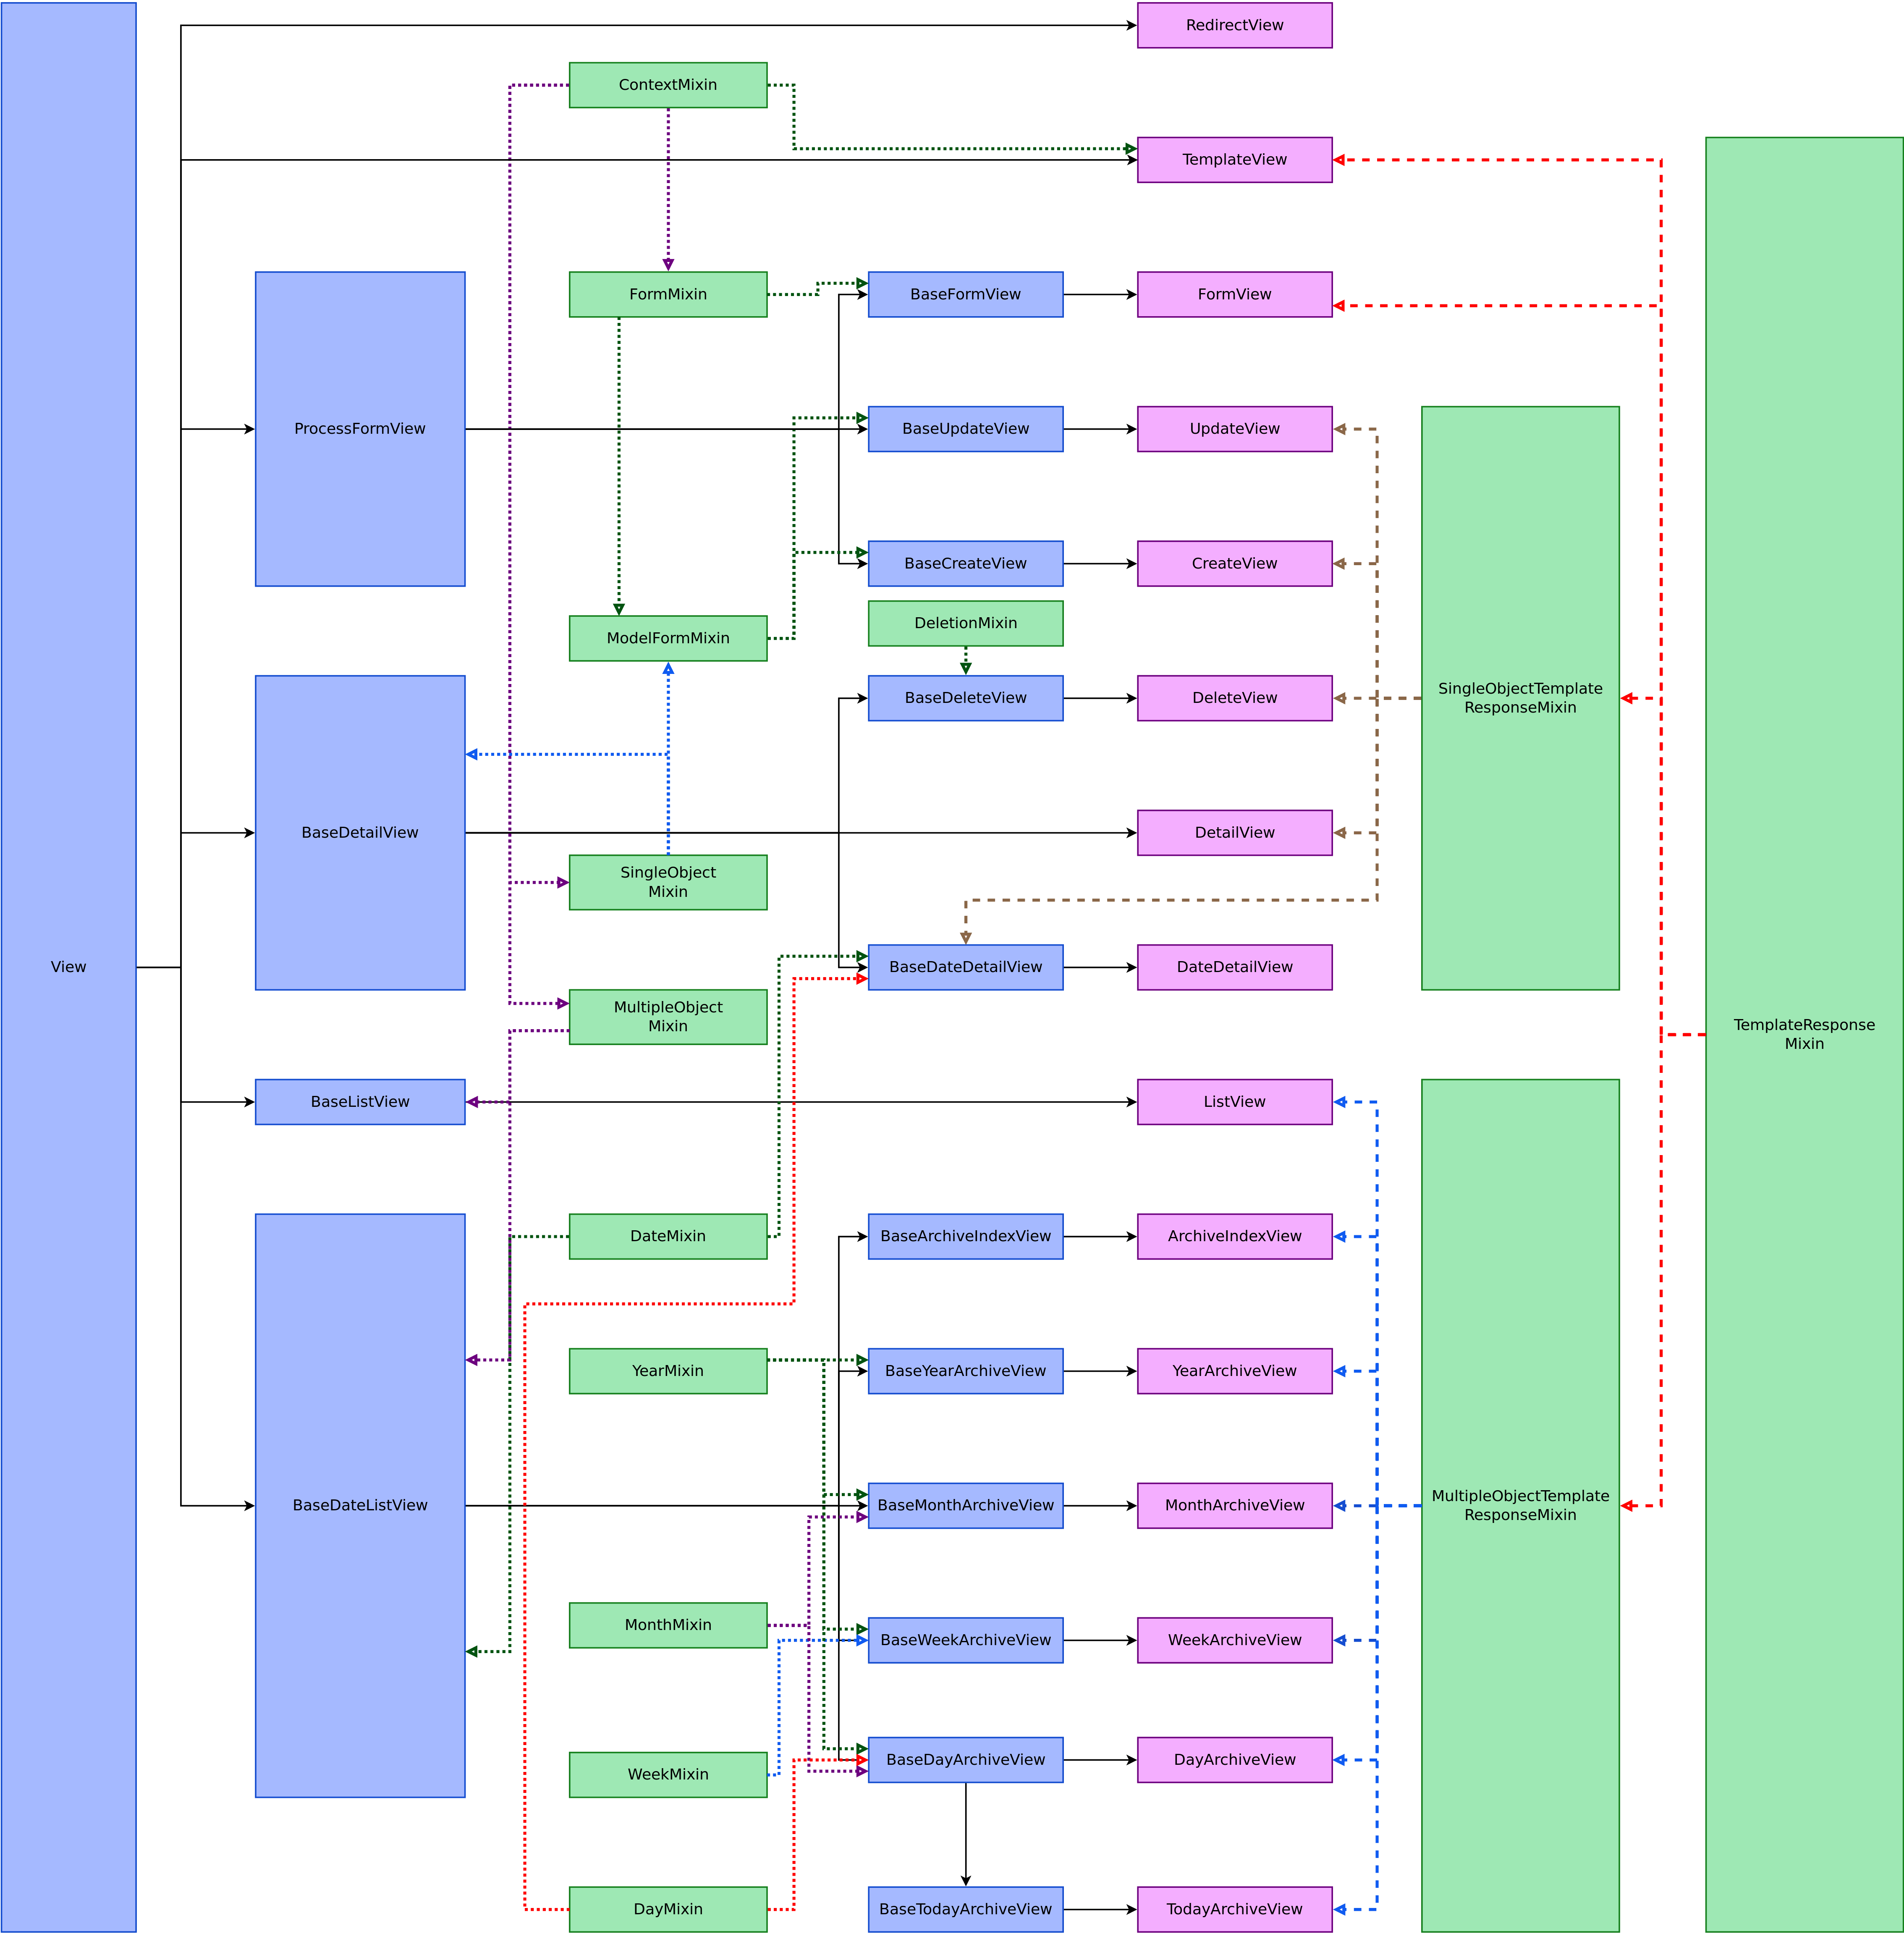 RedirectView
ContextMixin
TemplateView
FormMixin
BaseFormView
FormView
ProcessFormView
BaseUpdateView
UpdateView
BaseCreateView
CreateView
DeletionMixin
ModelFormMixin
BaseDeleteView
DeleteView
SingleObjectTemplate
ResponseMixin
BaseDetailView
DetailView
SingleObject
Mixin
View
BaseDateDetailView
DateDetailView
MultipleObject
Mixin
TemplateResponse
Mixin
BaseListView
ListView
DateMixin
BaseArchiveIndexView
ArchiveIndexView
YearMixin
BaseYearArchiveView
YearArchiveView
BaseDateListView
BaseMonthArchiveView
MonthArchiveView
MultipleObjectTemplate
ResponseMixin
MonthMixin
BaseWeekArchiveView
WeekArchiveView
WeekMixin
BaseDayArchiveView
DayArchiveView
DayMixin
BaseTodayArchiveView
TodayArchiveView